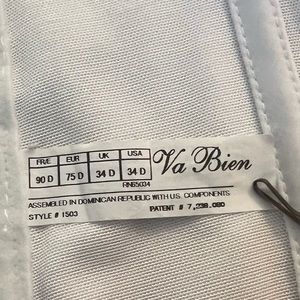 FR/E EUR UK USA
90 D 75 D 34 D 34 D
Va Bien
RN65034
ASSEMBLED IN DOMINICAN REPUBLIC WITH U.S. COMPONENTS
STYLE # 1503 PATENT # 7,238,080